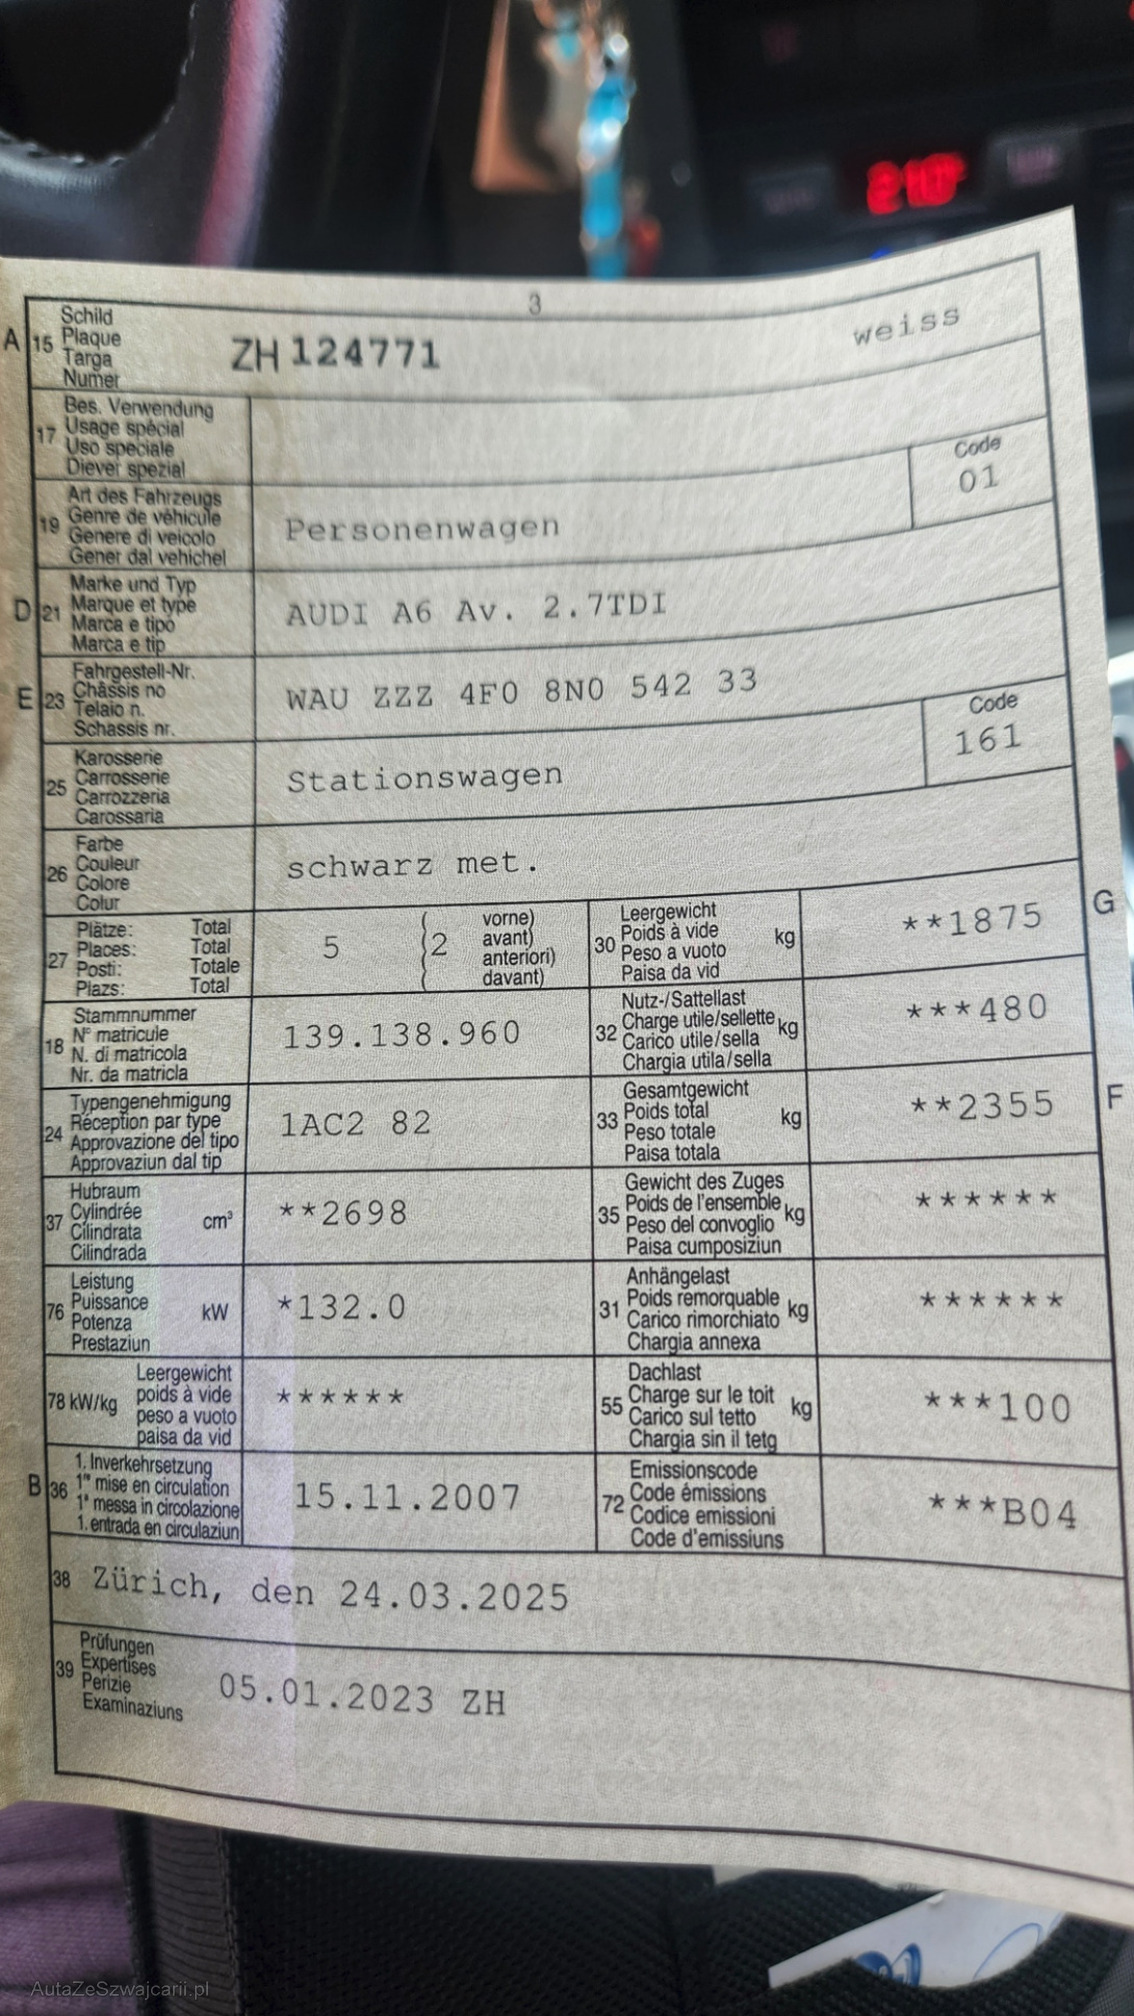 3
A 15 Schild
Plaque
Targa
Numer
ZH 124771 weiss
17 Bes. Verwendung
Usage spécial
Uso speciale
Diever spezial
19 Art des Fahrzeugs
Genre de véhicule
Genere di veicolo
Gener dal vehichel
Personenwagen
Code
01
D 21 Marke und Typ
Marque et type
Marca e tipo
Marca e tip
AUDI A6 Av. 2.7TDI
E 23 Fahrgestell-Nr.
Châssis no
Telaio n.
Schassis nr.
WAU ZZZ 4F0 8N0 542 33
25 Karosserie
Carrosserie
Carrozzeria
Carossaria
Stationswagen
Code
161
26 Farbe
Couleur
Colore
Colur
schwarz met.
27 Plätze: Total
Places: Total
Posti: Totale
Plazs: Total
5 (2 vorne)
avant)
anteriori)
davant)
30 Leergewicht
Poids à vide kg
Peso a vuoto
Paisa da vid
**1875 G
18 Stammnummer
N° matricule
N. di matricola
Nr. da matricla
139.138.960
32 Nutz-/Sattellast
Charge utile/sellette kg
Carico utile/sella
Chargia utila/sella
***480
24 Typengenehmigung
Réception par type
Approvazione del tipo
Approvaziun dal tip
1AC2 82
33 Gesamtgewicht
Poids total kg
Peso totale
Paisa totala
**2355 F
37 Hubraum
Cylindrée cm³
Cilindrata
Cilindrada
**2698
35 Gewicht des Zuges
Poids de l'ensemble kg
Peso del convoglio
Paisa cumposiziun
******
76 Leistung
Puissance kW
Potenza
Prestaziun
*132.0
31 Anhängelast
Poids remorquable kg
Carico rimorchiato
Chargia annexa
******
78 kW/kg Leergewicht
poids à vide
peso a vuoto
paisa da vid
******
55 Dachlast
Charge sur le toit kg
Carico sul tetto
Chargia sin il tetg
***100
B 36 1. Inverkehrsetzung
1re mise en circulation
1a messa in circolazione
1. entrada en circulaziun
15.11.2007
72 Emissionscode
Code émissions
Codice emissioni
Code d'emissiuns
***B04
38 Zürich, den 24.03.2025
39 Prüfungen
Expertises
Perizie
Examinaziuns
05.01.2023 ZH
AutaZeSzwajcarii.pl